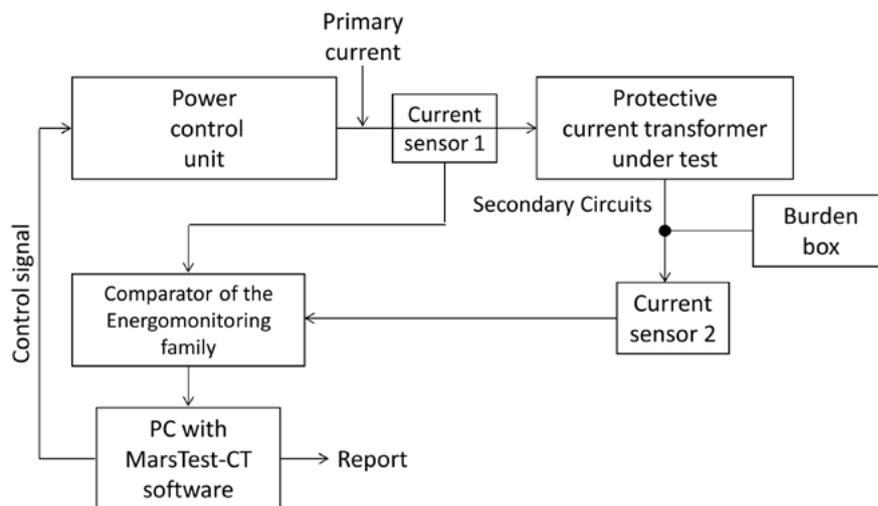 Primary
current
Power
control
unit
Current
sensor 1
Protective
current transformer
under test
Secondary Circuits
Burden
box
Control signal
Comparator of the
Energomonitoring
family
Current
sensor 2
PC with
MarsTest-CT
software
Report